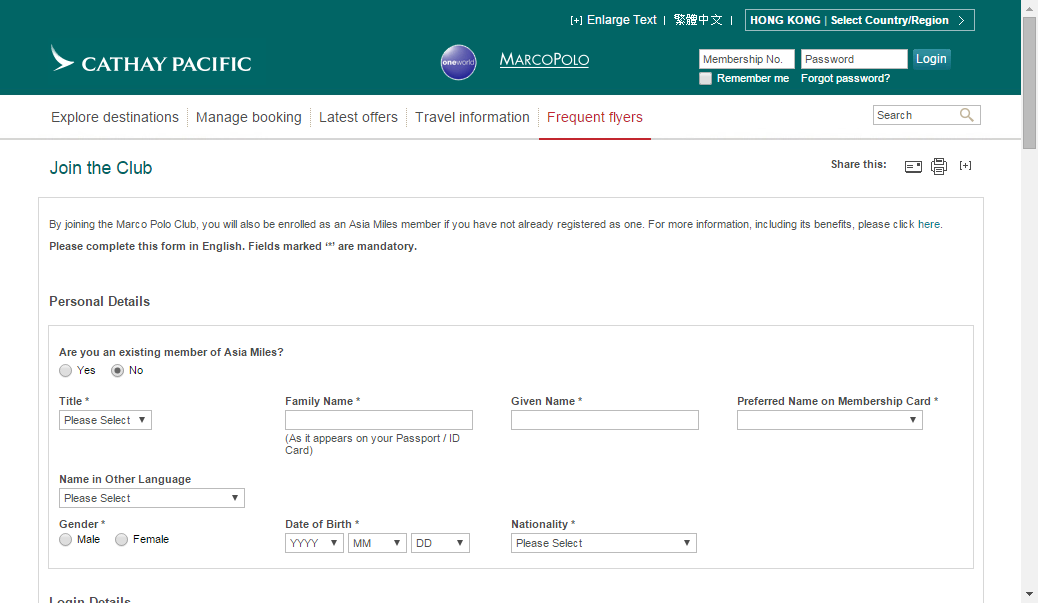 [+] Enlarge Text | 繁體中文 | HONG KONG | Select Country/Region
CATHAY PACIFIC
oneworld
MARCOPOLO
Membership No. Password Login
Remember me Forgot password?
Explore destinations Manage booking Latest offers Travel information Frequent flyers
Search
Join the Club
Share this: [+]
By joining the Marco Polo Club, you will also be enrolled as an Asia Miles member if you have not already registered as one. For more information, including its benefits, please click here.
Please complete this form in English. Fields marked ‘*’ are mandatory.
Personal Details
Are you an existing member of Asia Miles?
Yes No
Title * Family Name * Given Name * Preferred Name on Membership Card *
Please Select
(As it appears on your Passport / ID
Card)
Name in Other Language
Please Select
Gender * Date of Birth * Nationality *
Male Female YYYY MM DD Please Select
Login Details